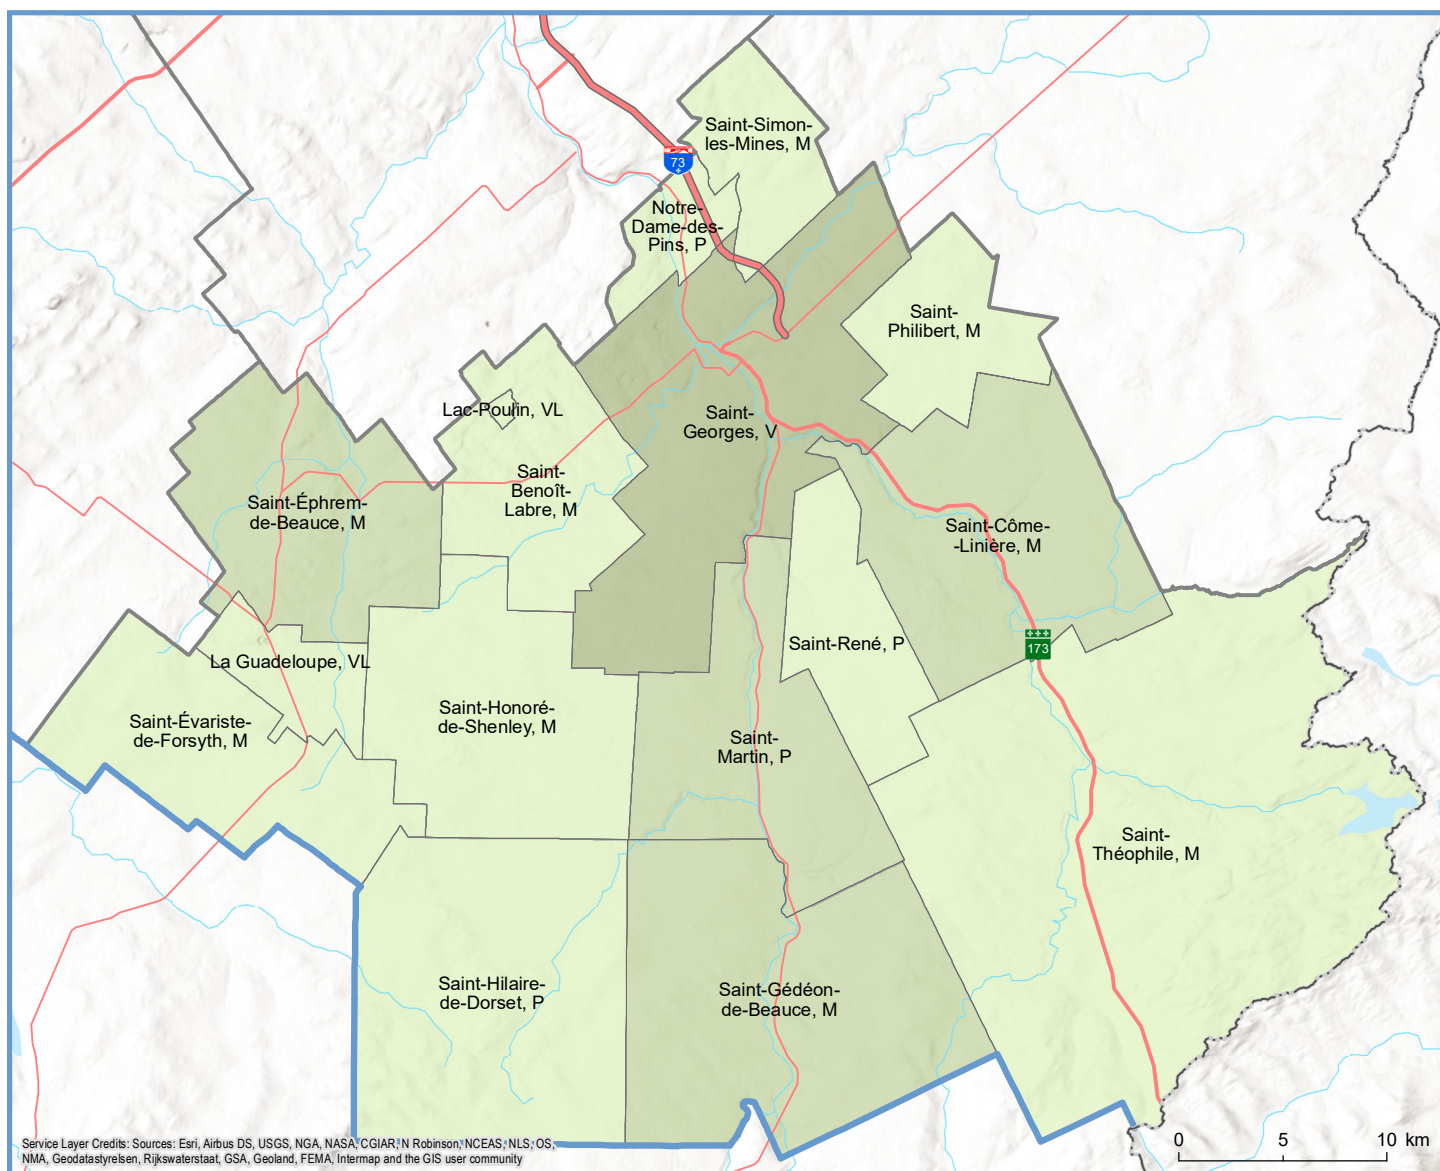 Saint-Simon-
les-Mines, M
73
Notre-
Dame-des-
Pins, P
Saint-
Philibert, M
Lac-Poulin, VL
Saint-
Georges, V
Saint-
Benoît-
Labre, M
Saint-Éphrem-
de-Beauce, M
Saint-Côme-
-Linière, M
173
Saint-René, P
La Guadeloupe, VL
Saint-Honoré-
de-Shenley, M
Saint-Évariste-
de-Forsyth, M
Saint-
Martin, P
Saint-
Théophile, M
Saint-Hilaire-
de-Dorset, P
Saint-Gédéon-
de-Beauce, M
Service Layer Credits: Sources: Esri, Airbus DS, USGS, NGA, NASA, CGIAR, N Robinson, NCEAS, NLS, OS,
NMA, Geodatastyrelsen, Rijkswaterstaat, GSA, Geoland, FEMA, Intermap and the GIS user community
0 5 10 km